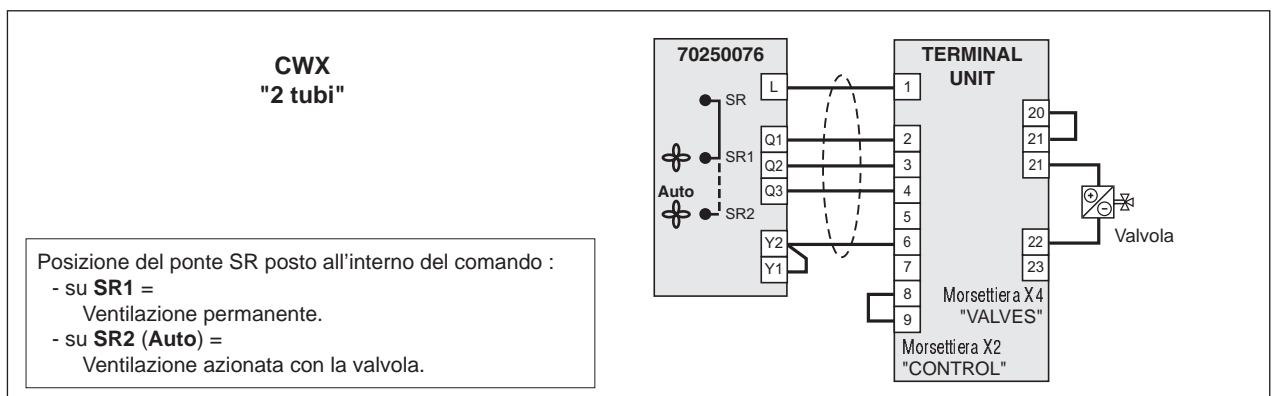 CWX
"2 tubi"
Posizione del ponte SR posto all'interno del comando :
- su SR1 =
Ventilazione permanente.
- su SR2 (Auto) =
Ventilazione azionata con la valvola.
70250076
L
SR
Q1
SR1
Q2
Auto
Q3
SR2
Y2
Y1
TERMINAL
UNIT
1
2
3
4
5
6
7
8
9
20
21
21
22
23
Valvola
Morsettiera X4
"VALVES"
Morsettiera X2
"CONTROL"